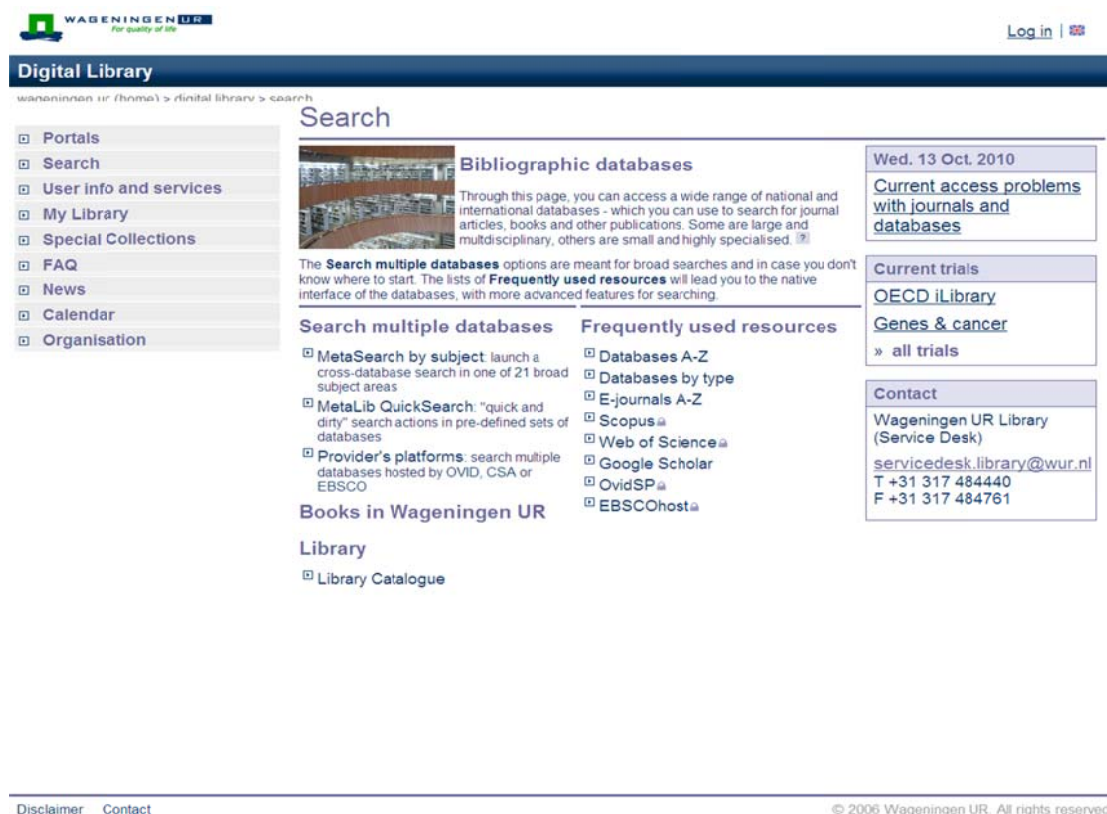 WAGENINGEN UR
For quality of life
Log in |
Digital Library
wageningen ur (home) > digital library > search
Portals
Search
User info and services
My Library
Special Collections
FAQ
News
Calendar
Organisation
Search
Bibliographic databases
Through this page, you can access a wide range of national and
international databases - which you can use to search for journal
articles, books and other publications. Some are large and
multdisciplinary, others are small and highly specialised. ?
The Search multiple databases options are meant for broad searches and in case you don't
know where to start. The lists of Frequently used resources will lead you to the native
interface of the databases, with more advanced features for searching.
Search multiple databases
MetaSearch by subject: launch a
cross-database search in one of 21 broad
subject areas
MetaLib QuickSearch: "quick and
dirty" search actions in pre-defined sets of
databases
Provider's platforms: search multiple
databases hosted by OVID, CSA or
EBSCO
Books in Wageningen UR
Library
Library Catalogue
Frequently used resources
Databases A-Z
Databases by type
E-journals A-Z
Scopus
Web of Science
Google Scholar
OvidSP
EBSCOhost
Wed. 13 Oct. 2010
Current access problems
with journals and
databases
Current trials
OECD iLibrary
Genes & cancer
» all trials
Contact
Wageningen UR Library
(Service Desk)
servicedesk.library@wur.nl
T +31 317 484440
F +31 317 484761
Disclaimer Contact
© 2006 Wageningen UR. All rights reserved